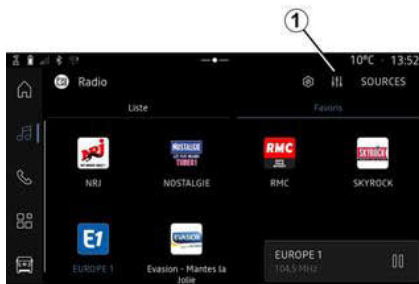 1
10°C · 13:52
Radio
SOURCES
Liste
Favoris
NRJ
NOSTALGIE
RMC
SKYROCK
NRJ
NOSTALGIE
RMC
SKYROCK
E1
EVASION
EUROPE 1
Evasion - Mantes la
Jolie
EUROPE 1
104,5 MHz